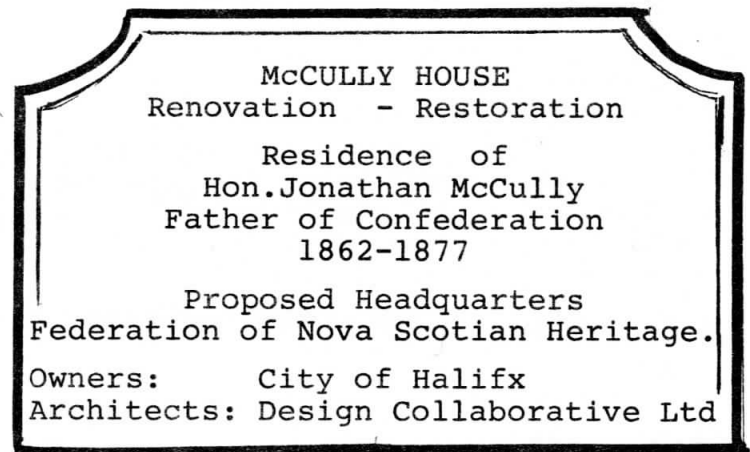 McCULLY HOUSE
Renovation - Restoration
Residence of
Hon.Jonathan McCully
Father of Confederation
1862-1877
Proposed Headquarters
Federation of Nova Scotian Heritage.
Owners: City of Halifx
Architects: Design Collaborative Ltd